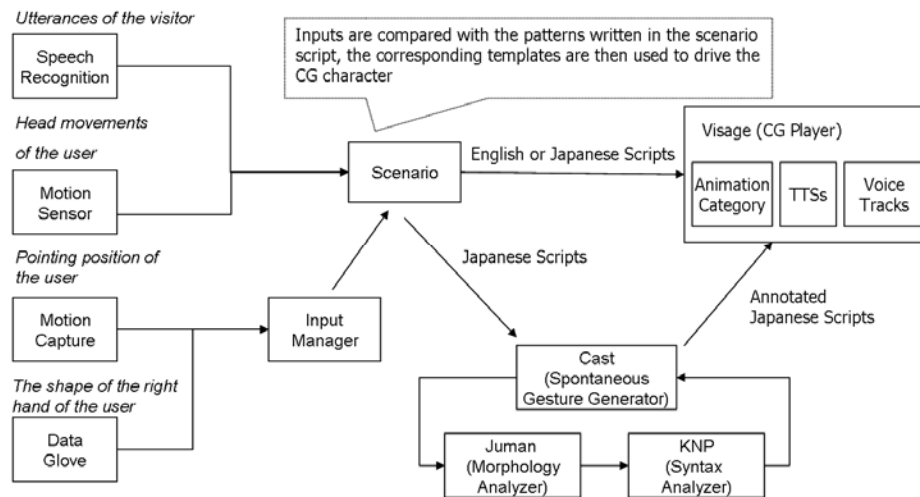 Utterances of the visitor
Speech
Recognition
Inputs are compared with the patterns written in the scenario
script, the corresponding templates are then used to drive the
CG character
Head movements
of the user
Motion
Sensor
Scenario
English or Japanese Scripts
Visage (CG Player)
Animation
Category
TTSs
Voice
Tracks
Pointing position of
the user
Motion
Capture
Input
Manager
Japanese Scripts
Annotated
Japanese Scripts
The shape of the right
hand of the user
Data
Glove
Cast
(Spontaneous
Gesture Generator)
Juman
(Morphology
Analyzer)
KNP
(Syntax
Analyzer)